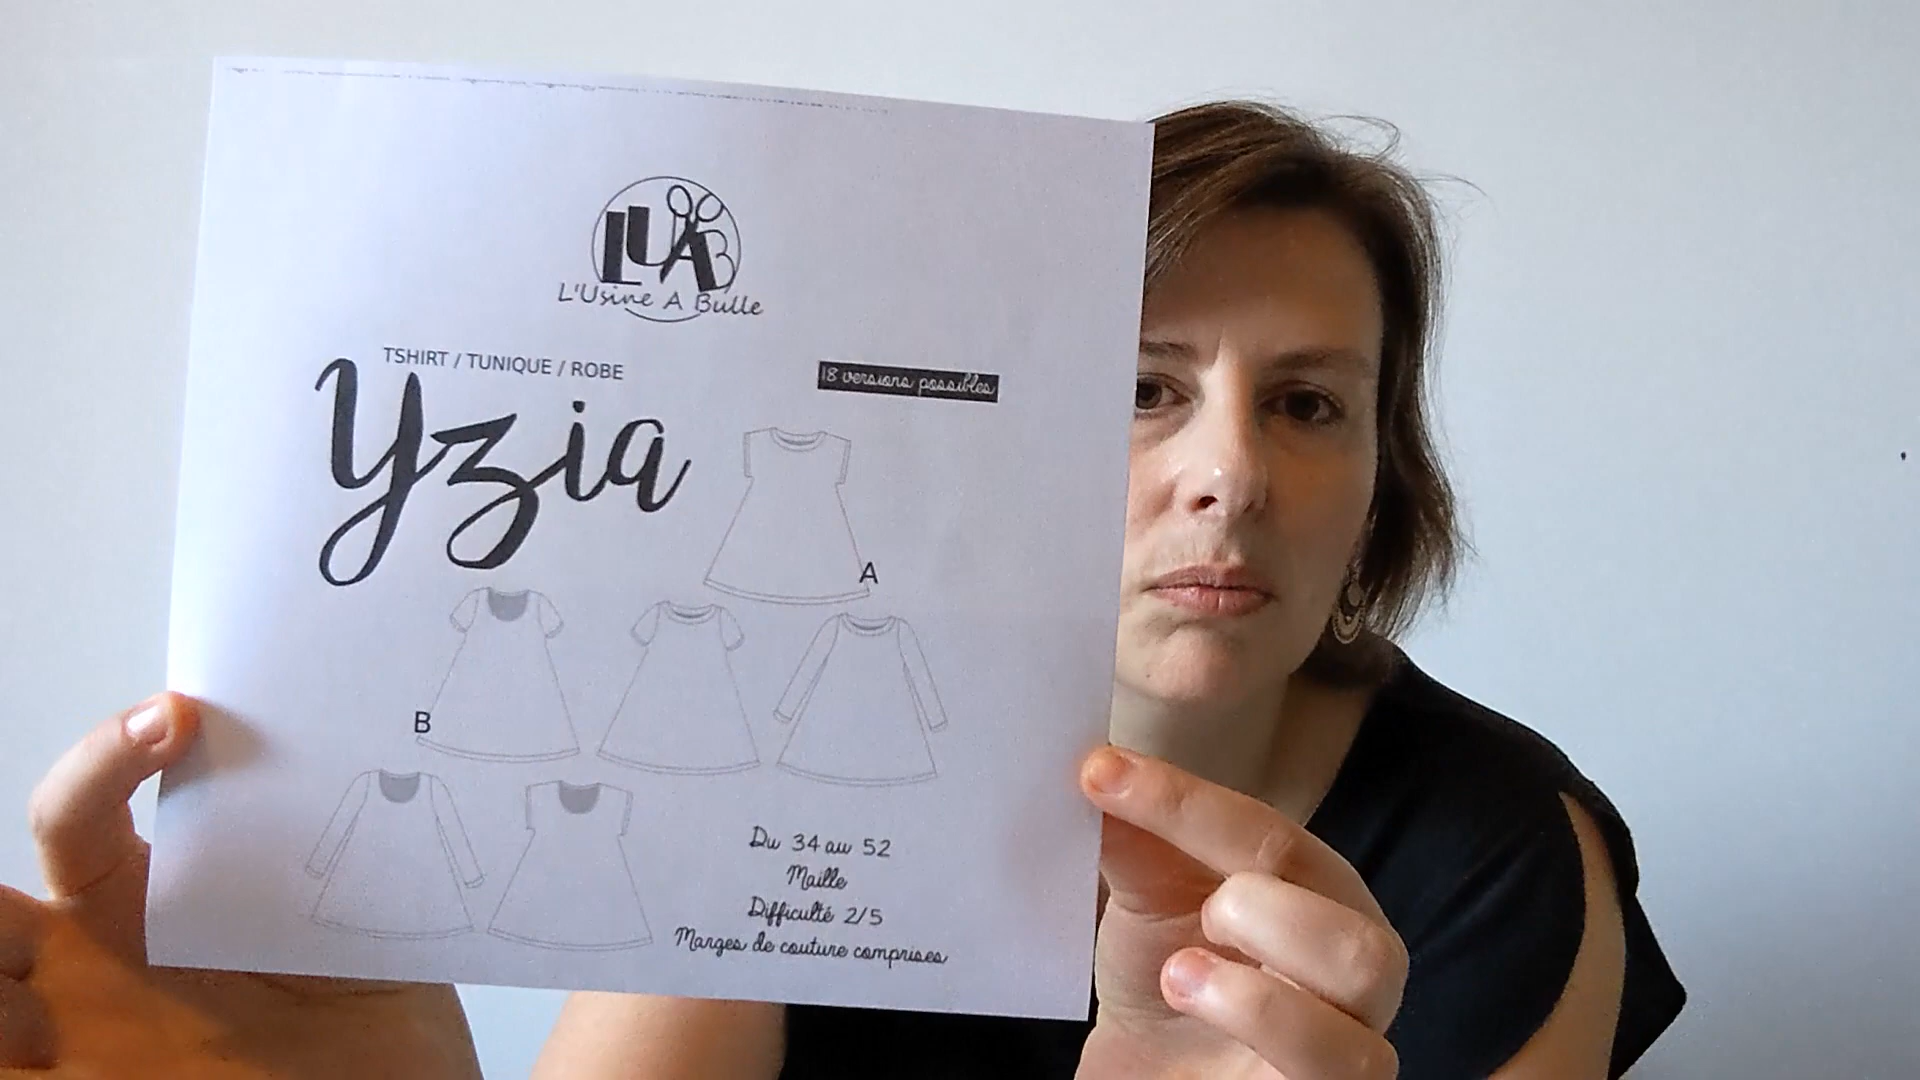 LUAB
L'Usine A Bulle
TSHIRT / TUNIQUE / ROBE
18 versions possibles
Yzia
A
B
Du 34 au 52
Maille
Difficulté 2/5
Marges de couture comprises